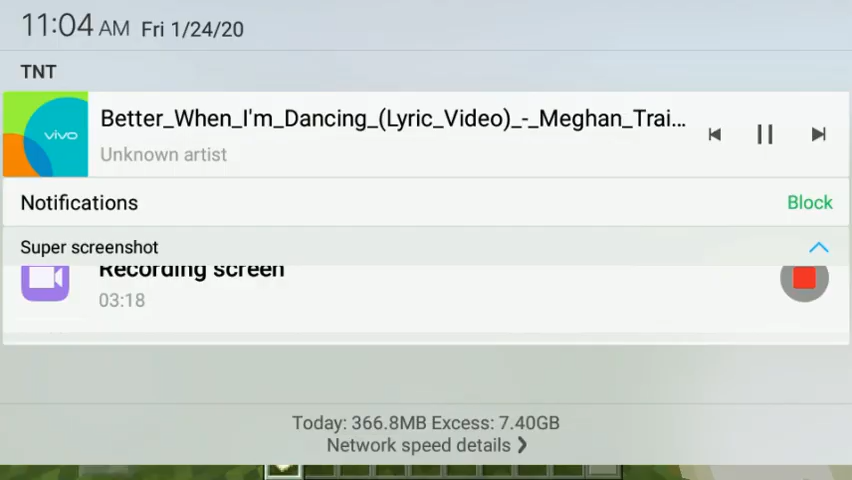 11:04 AM Fri 1/24/20
TNT
vivo
Better_When_I'm_Dancing_(Lyric_Video)_-_Meghan_Trai...
Unknown artist
Notifications Block
Super screenshot
Recording screen
03:18
Today: 366.8MB Excess: 7.40GB
Network speed details